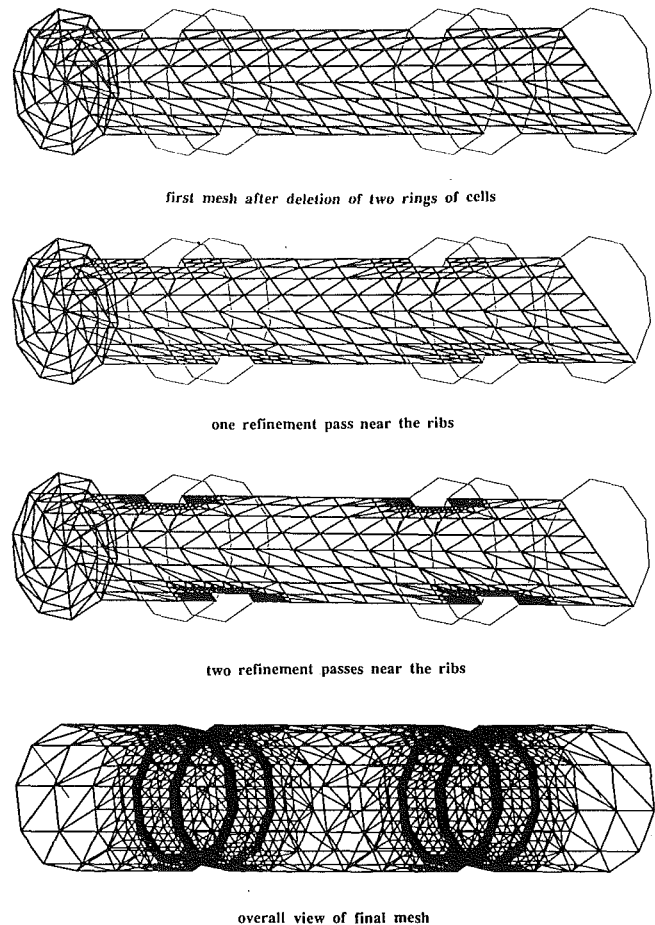 first mesh after deletion of two rings of cells
one refinement pass near the ribs
two refinement passes near the ribs
overall view of final mesh